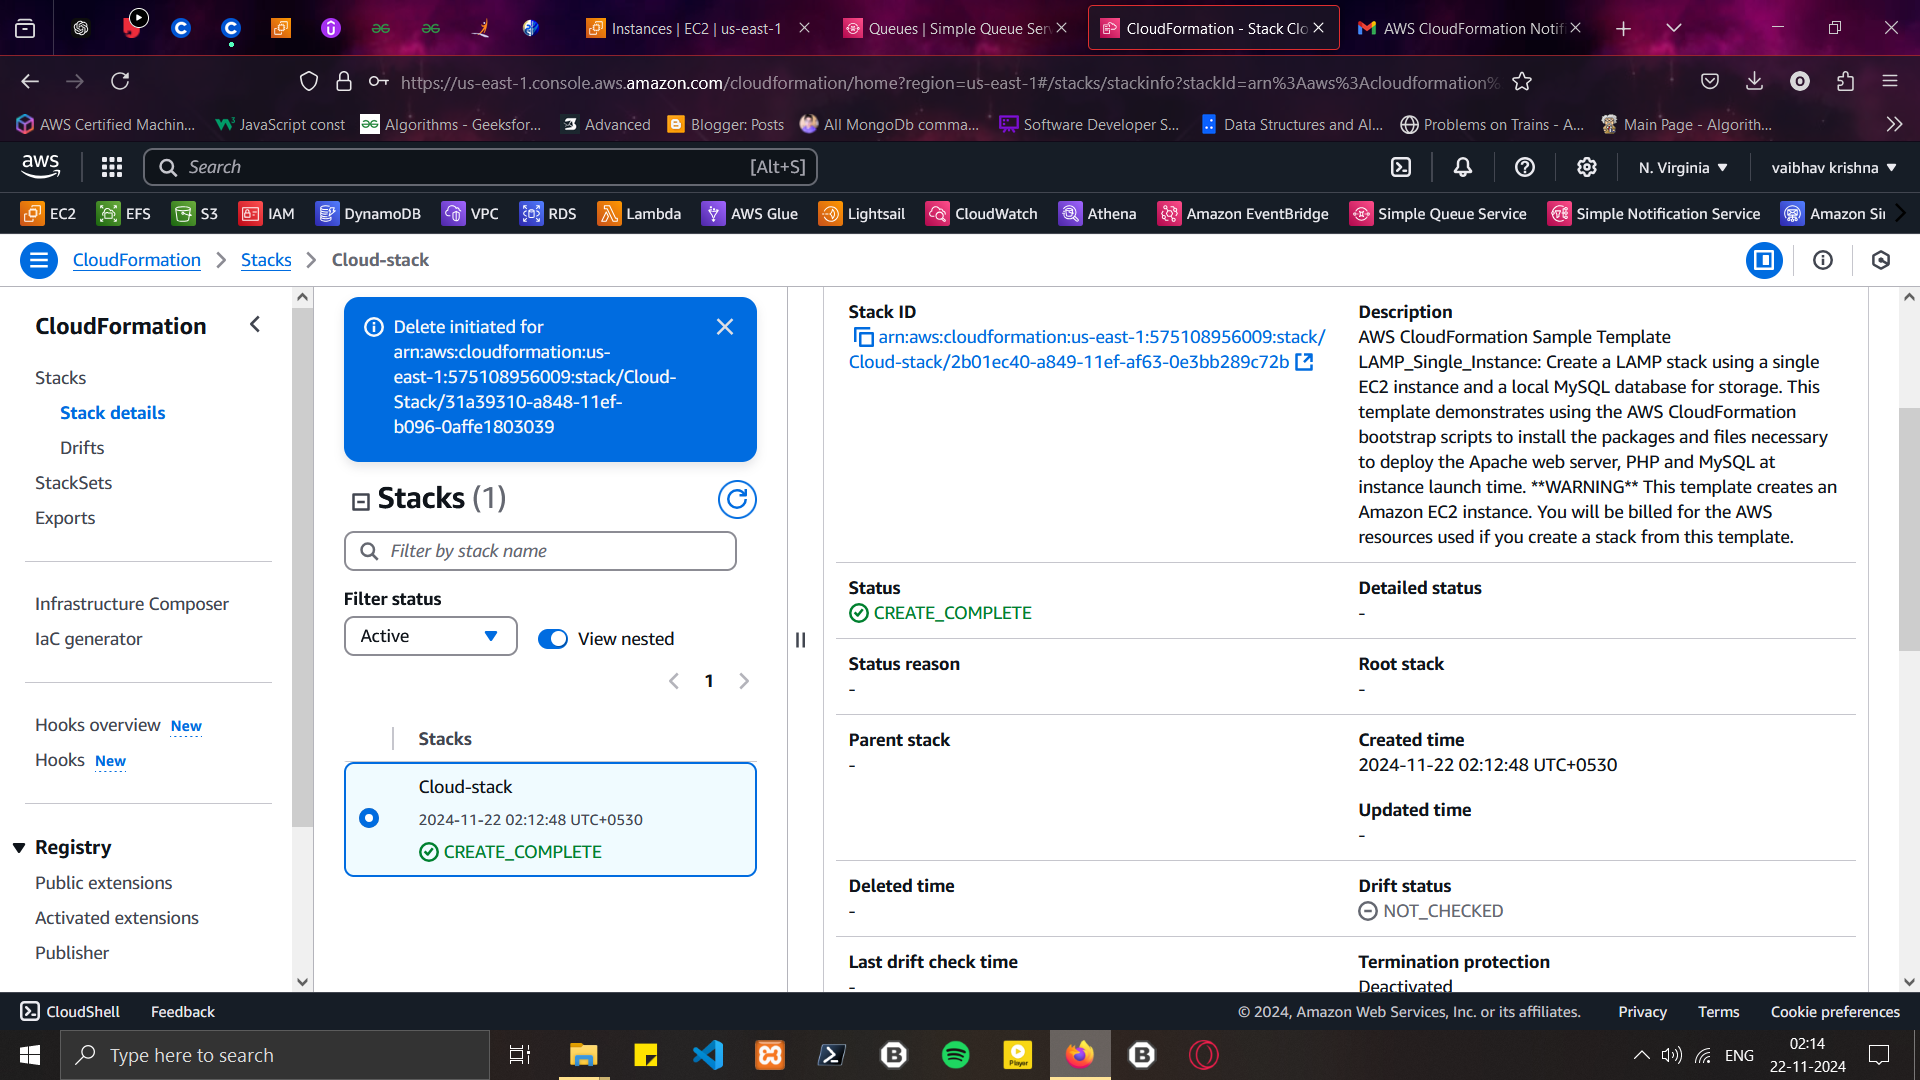 Instances | EC2 | us-east-1
Queues | Simple Queue Serv
CloudFormation - Stack Clo
AWS CloudFormation Notifi
https://us-east-1.console.aws.amazon.com/cloudformation/home?region=us-east-1#/stacks/stackinfo?stackId=arn%3Aaws%3Acloudformation%
AWS Certified Machin...
JavaScript const
Algorithms - Geeksfor...
Advanced
Blogger: Posts
All MongoDb comma...
Software Developer S...
Data Structures and Al...
Problems on Trains - A...
Main Page - Algorith...
aws
Search
[Alt+S]
N. Virginia
vaibhav krishna
EC2
EFS
S3
IAM
DynamoDB
VPC
RDS
Lambda
AWS Glue
Lightsail
CloudWatch
Athena
Amazon EventBridge
Simple Queue Service
Simple Notification Service
Amazon Si
CloudFormation
Stacks
Cloud-stack
CloudFormation
Stacks
Stack details
Drifts
StackSets
Exports
Infrastructure Composer
IaC generator
Hooks overview New
Hooks New
Registry
Public extensions
Activated extensions
Publisher
Delete initiated for
arn:aws:cloudformation:us-
east-1:575108956009:stack/Cloud-
Stack/31a39310-a848-11ef-
b096-0affe1803039
Stacks (1)
Filter by stack name
Filter status
Active
View nested
1
Stacks
Cloud-stack
2024-11-22 02:12:48 UTC+0530
CREATE_COMPLETE
Stack ID
arn:aws:cloudformation:us-east-1:575108956009:stack/
Cloud-stack/2b01ec40-a849-11ef-af63-0e3bb289c72b
Description
AWS CloudFormation Sample Template
LAMP_Single_Instance: Create a LAMP stack using a single
EC2 instance and a local MySQL database for storage. This
template demonstrates using the AWS CloudFormation
bootstrap scripts to install the packages and files necessary
to deploy the Apache web server, PHP and MySQL at
instance launch time. **WARNING** This template creates an
Amazon EC2 instance. You will be billed for the AWS
resources used if you create a stack from this template.
Status
CREATE_COMPLETE
Detailed status
-
Status reason
-
Root stack
-
Parent stack
-
Created time
2024-11-22 02:12:48 UTC+0530
Updated time
-
Deleted time
-
Drift status
NOT_CHECKED
Last drift check time
-
Termination protection
Deactivated
CloudShell
Feedback
© 2024, Amazon Web Services, Inc. or its affiliates.
Privacy
Terms
Cookie preferences
Type here to search
Player
ENG
02:14
22-11-2024